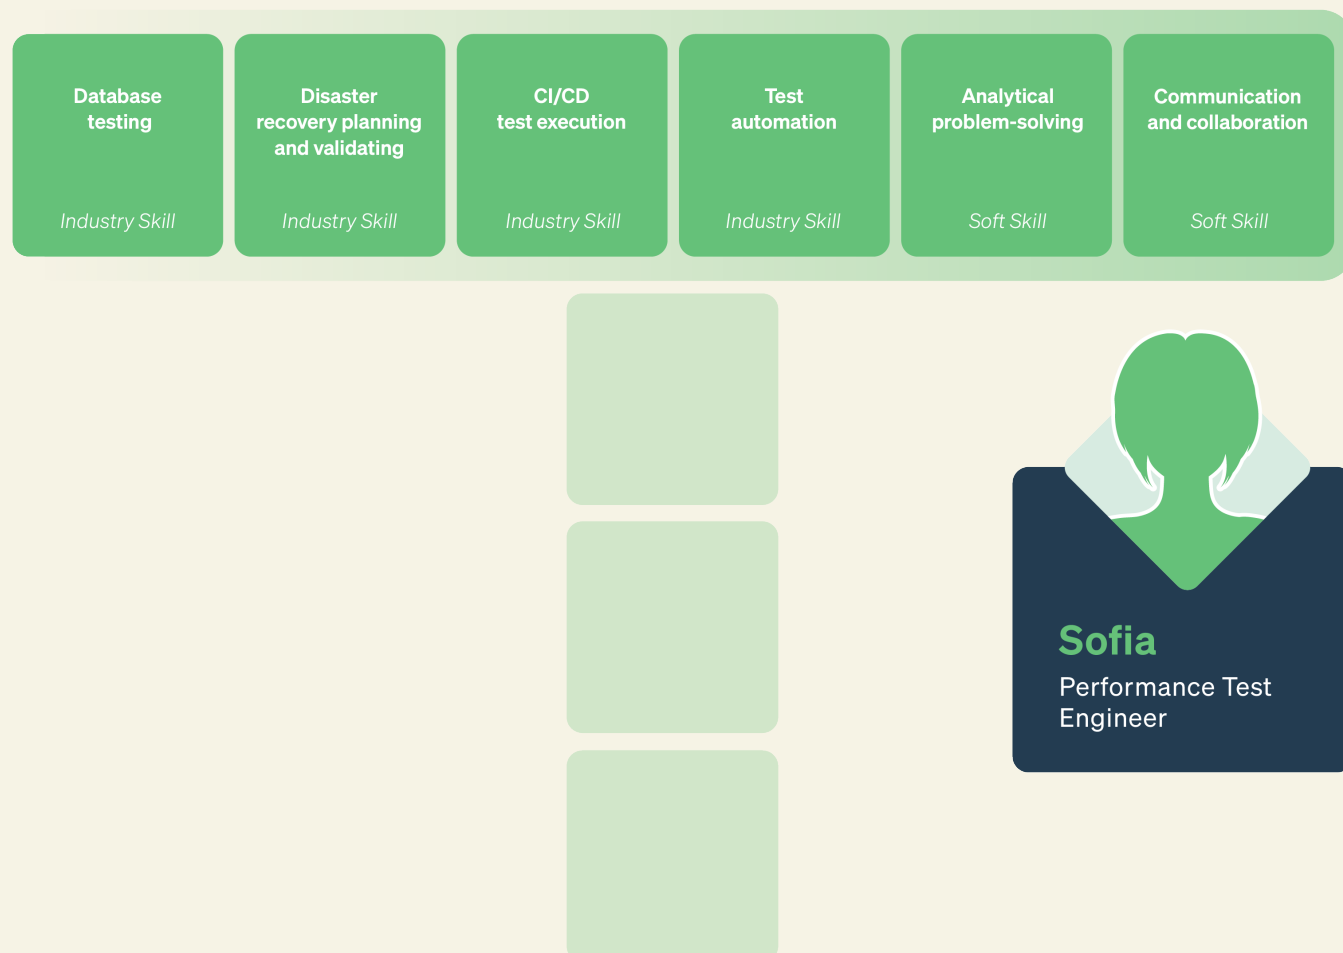 Database
testing
Industry Skill
Disaster
recovery planning
and validating
Industry Skill
CI/CD
test execution
Industry Skill
Test
automation
Industry Skill
Analytical
problem-solving
Soft Skill
Communication
and collaboration
Soft Skill
Sofia
Performance Test
Engineer